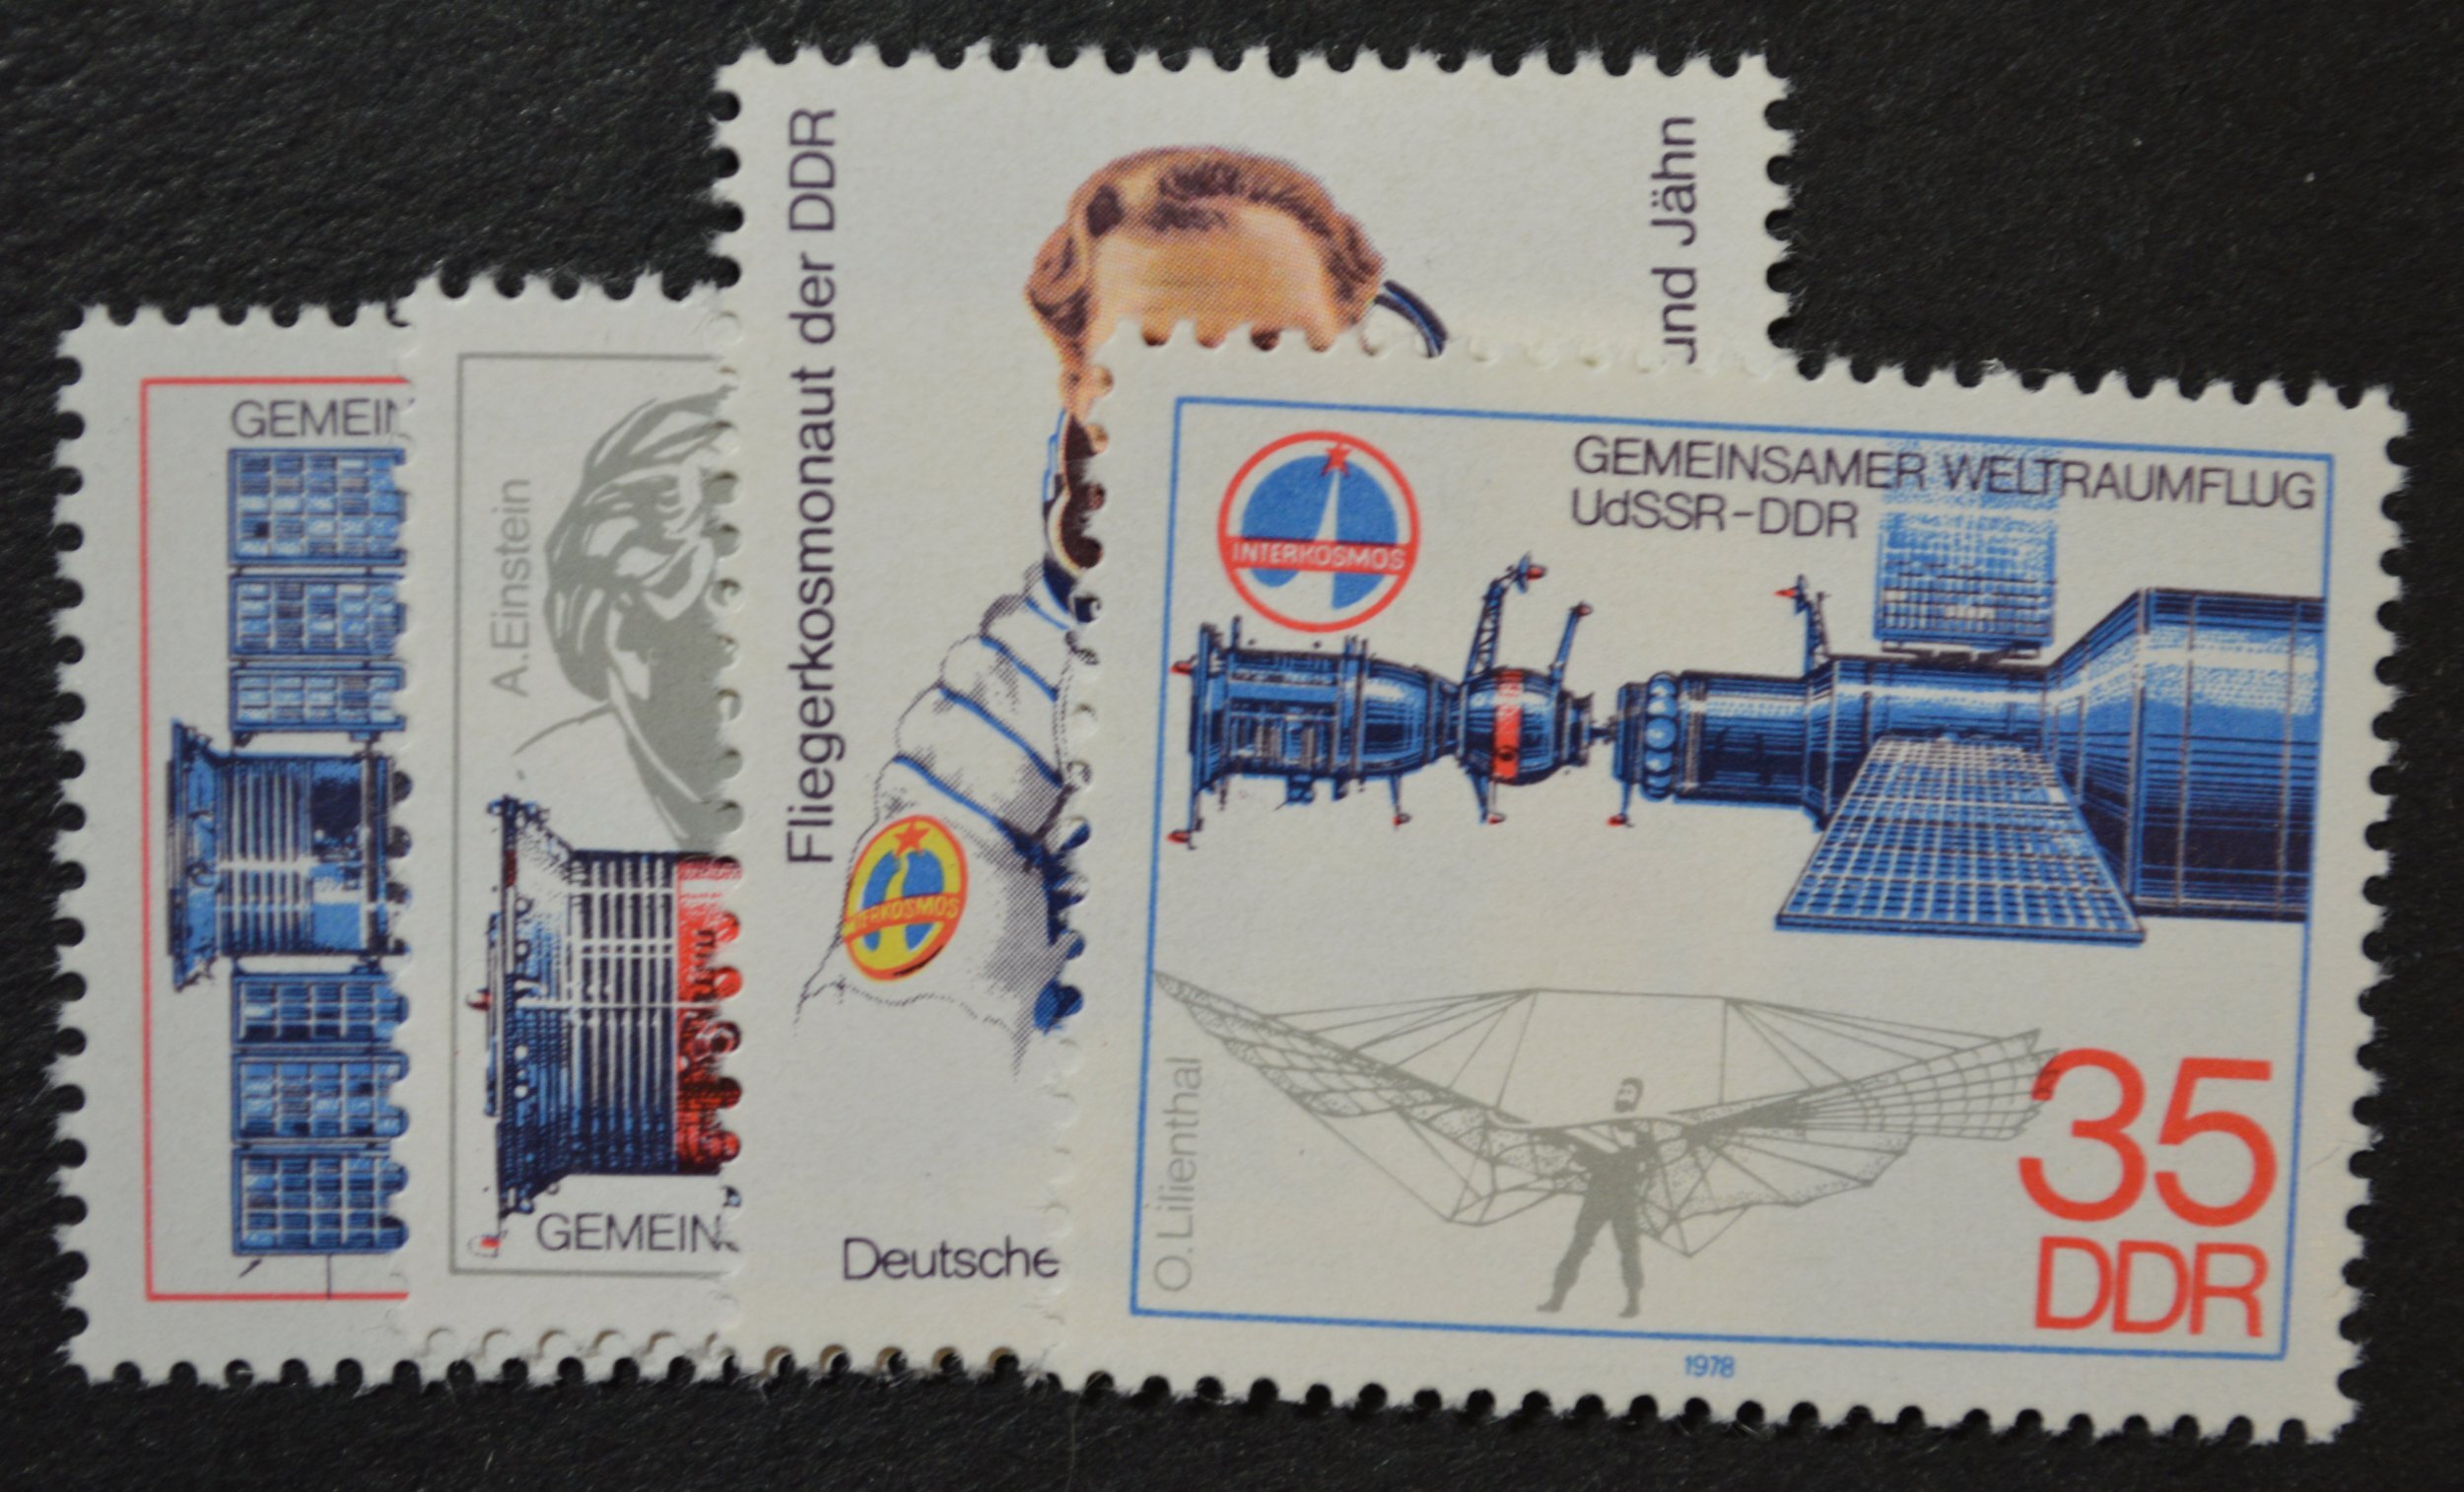 GEMEIN
A.Einstein
GEMEIN
Fliegerkosmonaut der DDR
INTERKOSMOS
und Jähn
Deutsche
INTERKOSMOS
GEMEINSAMER WELTRAUMFLUG
UdSSR-DDR
O.Lilienthal
35
DDR
1978